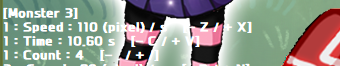 [Monster 3]
1 : Speed : 110 (pixel) / s [- Z / + X]
1 : Time : 10,60 s [- C / + V]
1 : Count : 4 [- / + ]